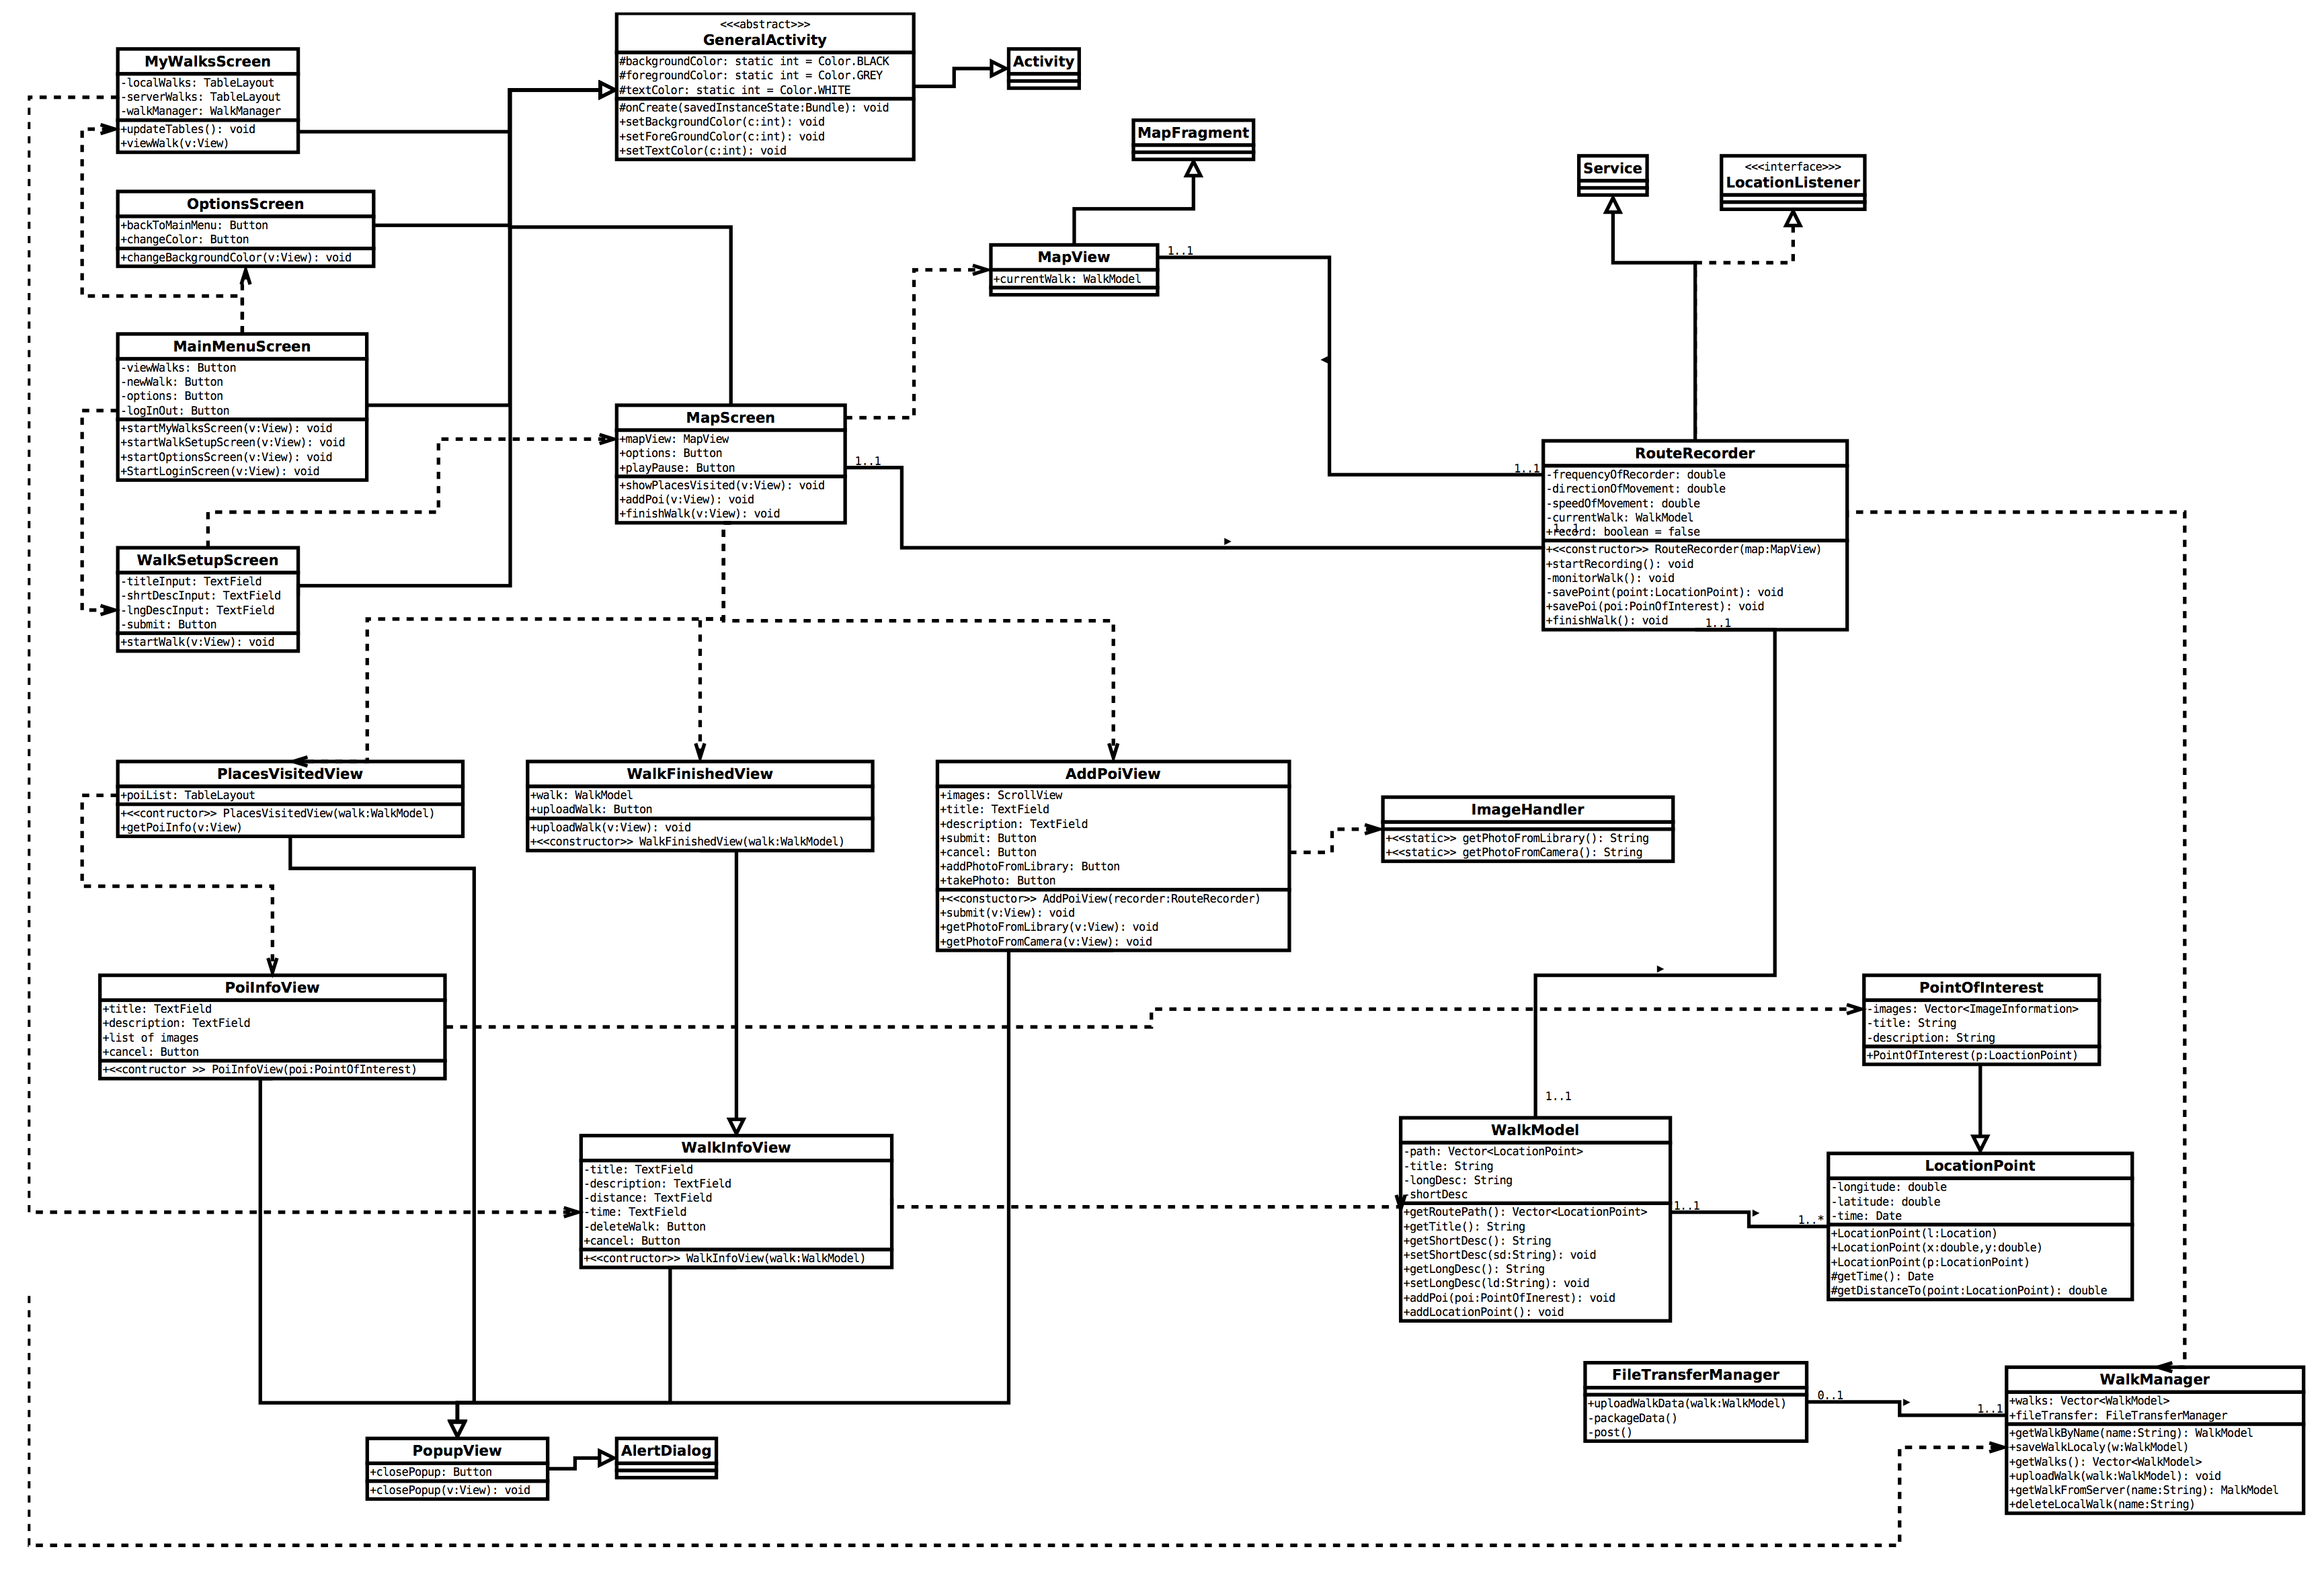 <<<abstract>>>
GeneralActivity
#backgroundColor: static int = Color.BLACK
#foregroundColor: static int = Color.GREY
#textColor: static int = Color.WHITE
#onCreate(savedInstanceState:Bundle): void
+setBackgroundColor(c:int): void
+setForeGroundColor(c:int): void
+setTextColor(c:int): void
Activity
MyWalksScreen
-localWalks: TableLayout
-serverWalks: TableLayout
-walkManager: WalkManager
+updateTables(): void
+viewWalk(v:View)
MapFragment
Service
<<<interface>>>
LocationListener
OptionsScreen
+backToMainMenu: Button
+changeColor: Button
+changeBackgroundColor(v:View): void
MapView
+currentWalk: WalkModel
1..1
MainMenuScreen
-viewWalks: Button
-newWalk: Button
-options: Button
-logInOut: Button
+startMyWalksScreen(v:View): void
+startWalkSetupScreen(v:View): void
+startOptionsScreen(v:View): void
+StartLoginScreen(v:View): void
MapScreen
+mapView: MapView
+options: Button
+playPause: Button
+showPlacesVisited(v:View): void
+addPoi(v:View): void
+finishWalk(v:View): void
1..1
1..1
RouteRecorder
-frequencyOfRecorder: double
-directionOfMovement: double
-speedOfMovement: double
-currentWalk: WalkModel
1..1
+record: boolean = false
+<<constructor>> RouteRecorder(map:MapView)
+startRecording(): void
-monitorWalk(): void
-savePoint(point:LocationPoint): void
+savePoi(poi:PoinOfInterest): void
+finishWalk(): void
1..1
WalkSetupScreen
-titleInput: TextField
-shrtDescInput: TextField
-lngDescInput: TextField
-submit: Button
+startWalk(v:View): void
PlacesVisitedView
+poiList: TableLayout
+<<contructor>> PlacesVisitedView(walk:WalkModel)
+getPoiInfo(v:View)
WalkFinishedView
+walk: WalkModel
+uploadWalk: Button
+uploadWalk(v:View): void
+<<constructor>> WalkFinishedView(walk:WalkModel)
AddPoiView
+images: ScrollView
+title: TextField
+description: TextField
+submit: Button
+cancel: Button
+addPhotoFromLibrary: Button
+takePhoto: Button
+<<constuctor>> AddPoiView(recorder:RouteRecorder)
+submit(v:View): void
+getPhotoFromLibrary(v:View): void
+getPhotoFromCamera(v:View): void
ImageHandler
+<<static>> getPhotoFromLibrary(): String
+<<static>> getPhotoFromCamera(): String
PoiInfoView
+title: TextField
+description: TextField
+list of images
+cancel: Button
+<<contructor >> PoiInfoView(poi:PointOfInterest)
PointOfInterest
-images: Vector<ImageInformation>
-title: String
-description: String
+PointOfInterest(p:LoactionPoint)
1..1
WalkInfoView
-title: TextField
-description: TextField
-distance: TextField
-time: TextField
-deleteWalk: Button
+cancel: Button
+<<contructor>> WalkInfoView(walk:WalkModel)
WalkModel
-path: Vector<LocationPoint>
-title: String
-longDesc: String
-shortDesc
+getRoutePath(): Vector<LocationPoint>
+getTitle(): String
+getShortDesc(): String
+setShortDesc(sd:String): void
+getLongDesc(): String
+setLongDesc(ld:String): void
+addPoi(poi:PointOfInerest): void
+addLocationPoint(): void
1..1
1..*
LocationPoint
-longitude: double
-latitude: double
-time: Date
+LocationPoint(l:Location)
+LocationPoint(x:double,y:double)
+LocationPoint(p:LocationPoint)
#getTime(): Date
#getDistanceTo(point:LocationPoint): double
FileTransferManager
+uploadWalkData(walk:WalkModel)
-packageData()
-post()
0..1
1..1
WalkManager
+walks: Vector<WalkModel>
+fileTransfer: FileTransferManager
+getWalkByName(name:String): WalkModel
+saveWalkLocaly(w:WalkModel)
+getWalks(): Vector<WalkModel>
+uploadWalk(walk:WalkModel): void
+getWalkFromServer(name:String): MalkModel
+deleteLocalWalk(name:String)
PopupView
+closePopup: Button
+closePopup(v:View): void
AlertDialog